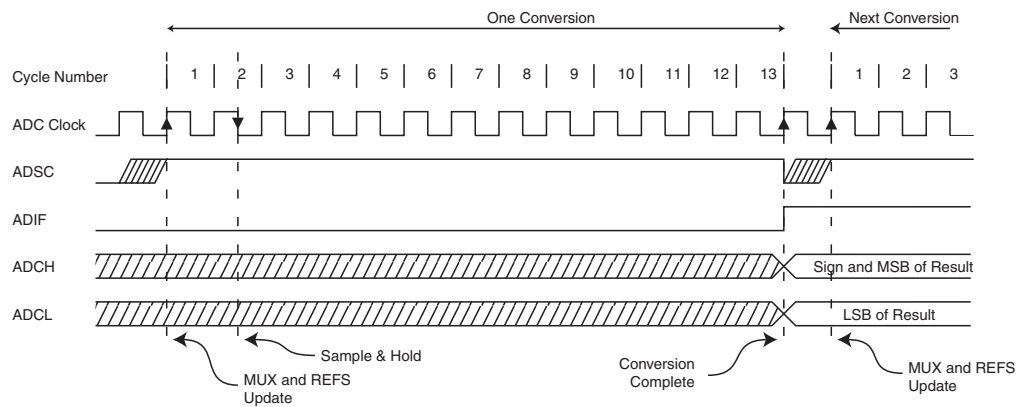 One Conversion
Next Conversion
Cycle Number
1 2 3 4 5 6 7 8 9 10 11 12 13 1 2 3
ADC Clock
ADSC
ADIF
ADCH
Sign and MSB of Result
ADCL
LSB of Result
Sample & Hold
MUX and REFS
Update
Conversion
Complete
MUX and REFS
Update